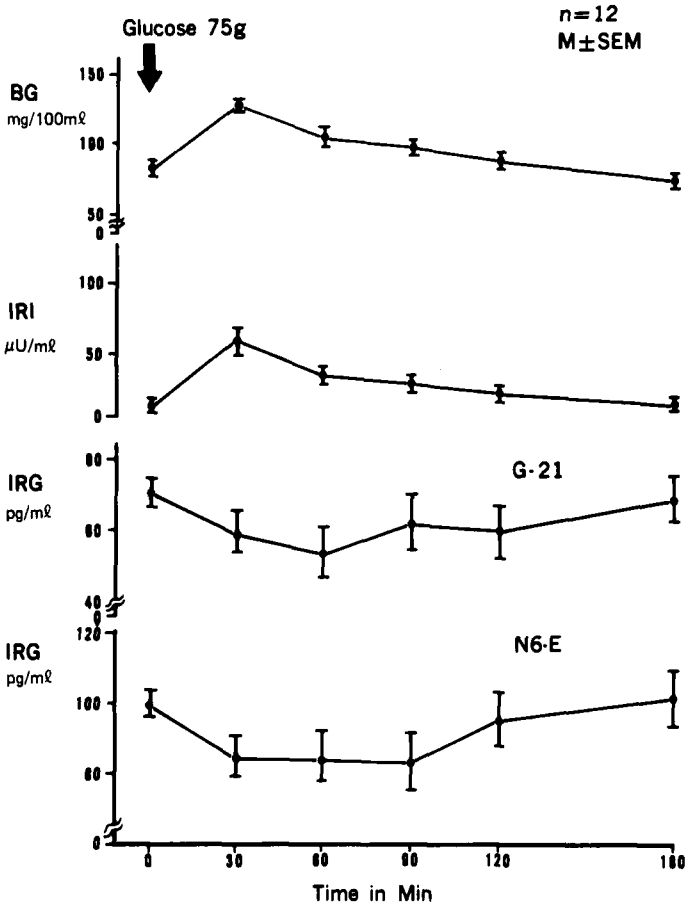 Glucose 75g
n=12
M±SEM
BG
mg/100mℓ
150
100
50
0
IRI
μU/mℓ
100
50
0
IRG
pg/mℓ
G·21
80
60
40
0
IRG
pg/mℓ
N6·E
120
100
80
0
0 30 60 90 120 180
Time in Min